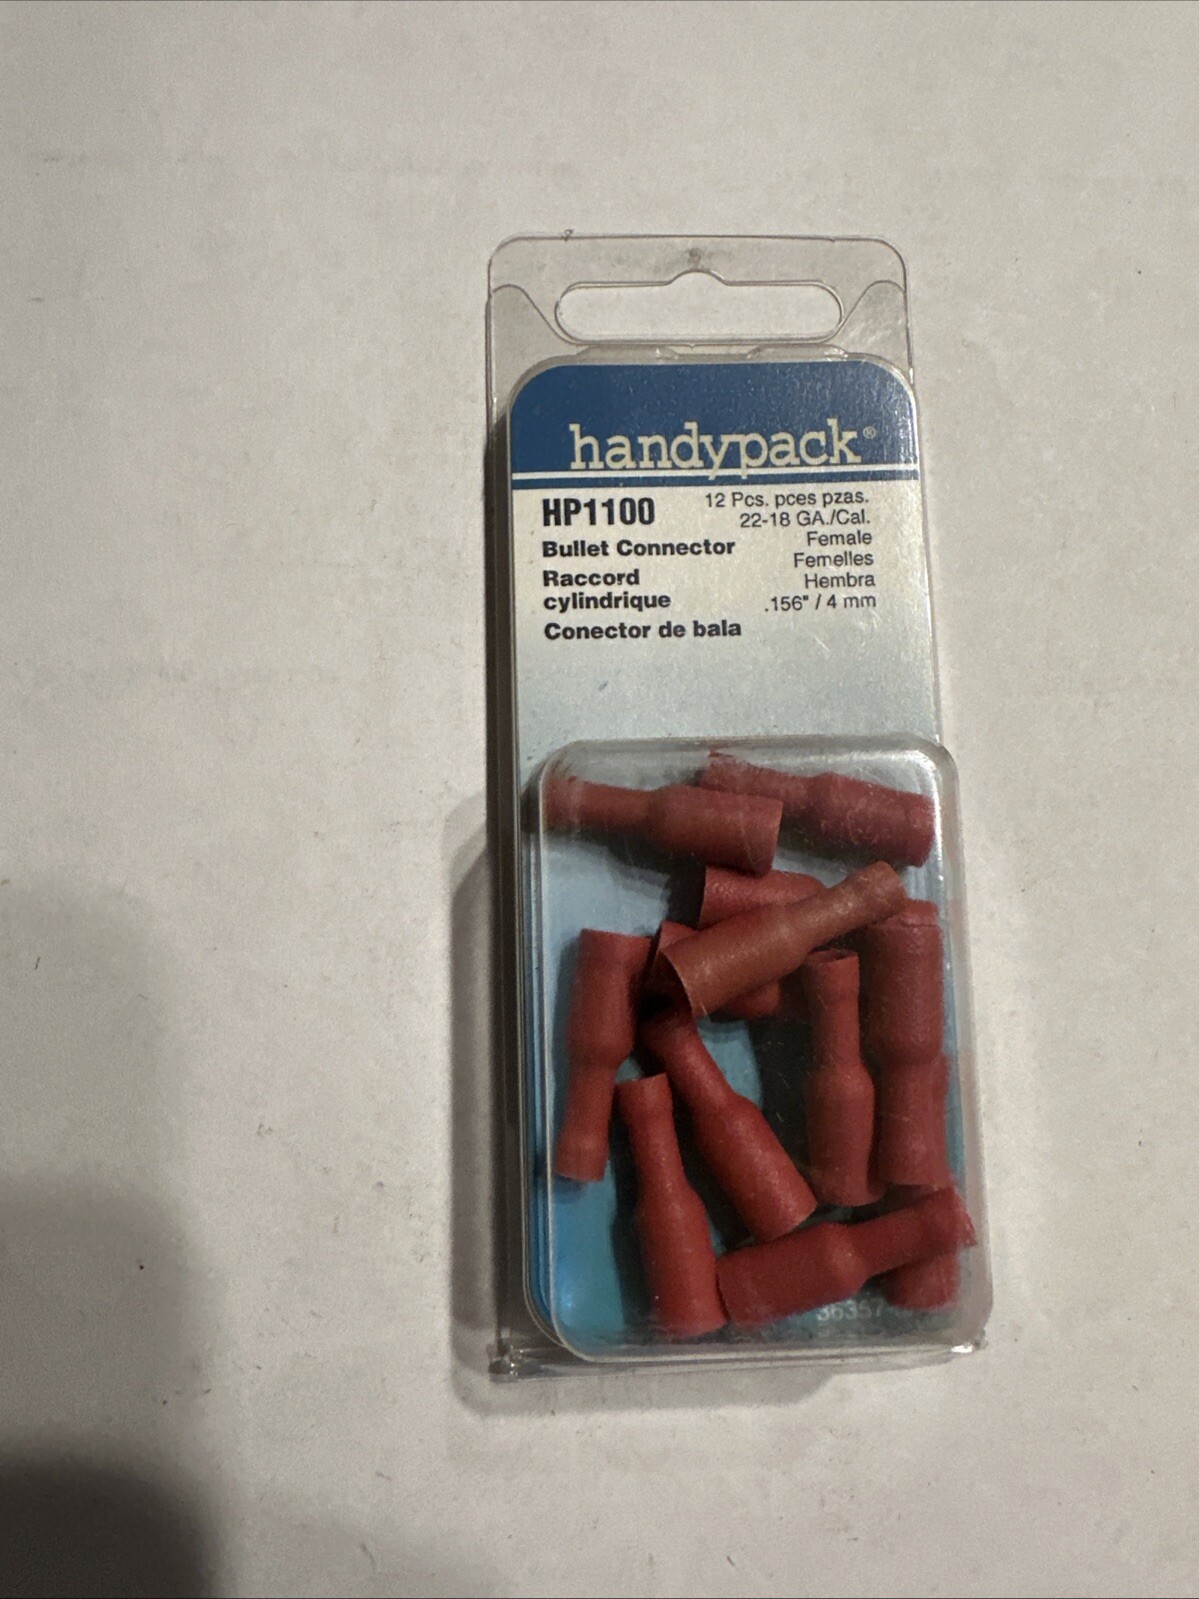 handypack®
HP1100
Bullet Connector
Raccord
cylindrique
Conector de bala
12 Pcs. pces pzas.
22-18 GA./Cal.
Female
Femelles
Hembra
.156" / 4 mm